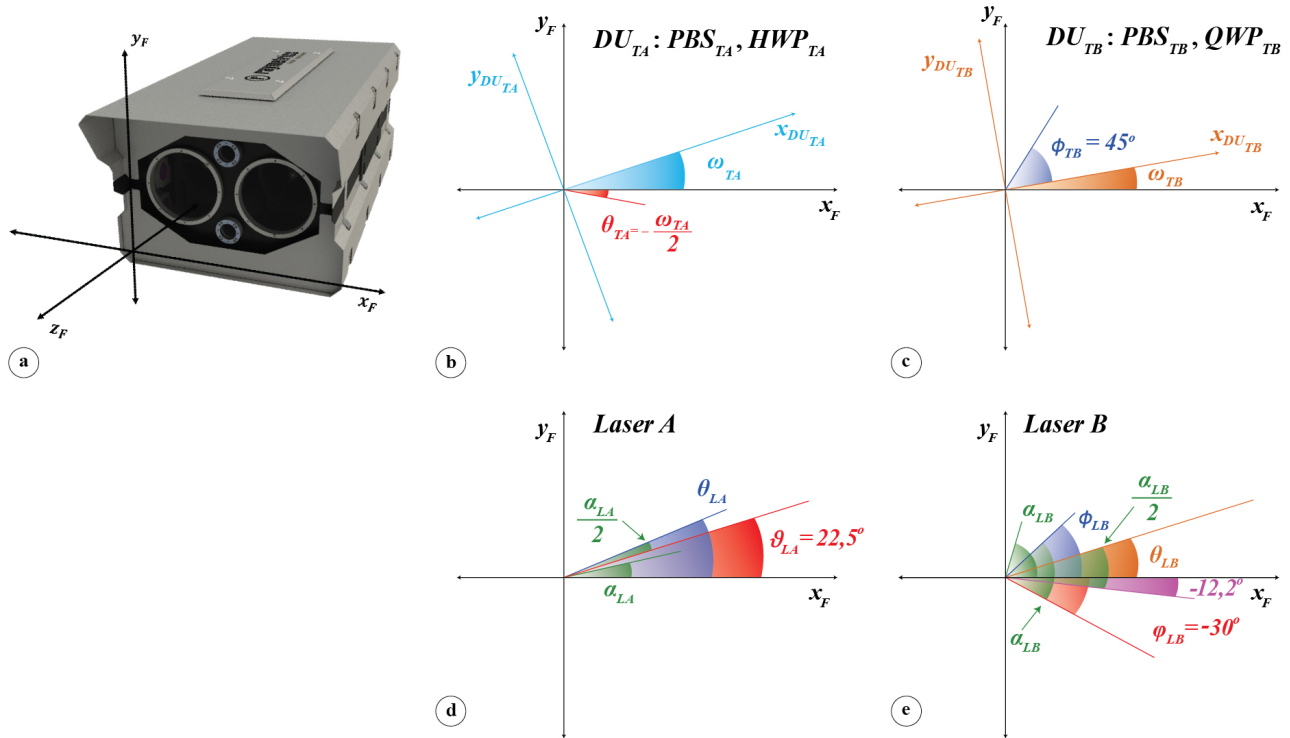 y_F
raymetrics
x_F
z_F
a
y_F
DU_TA : PBS_TA , HWP_TA
y_DU_TA
x_DU_TA
ω_TA
x_F
θ_TA = - ω_TA/2
b
y_F
DU_TB : PBS_TB , QWP_TB
y_DU_TB
ϕ_TB = 45°
x_DU_TB
ω_TB
x_F
c
y_F
Laser A
θ_LA
α_LA/2
ϑ_LA = 22,5°
α_LA
x_F
d
y_F
Laser B
α_LB/2
α_LB
ϕ_LB
θ_LB
-12,2°
x_F
φ_LB = -30°
α_LB
e